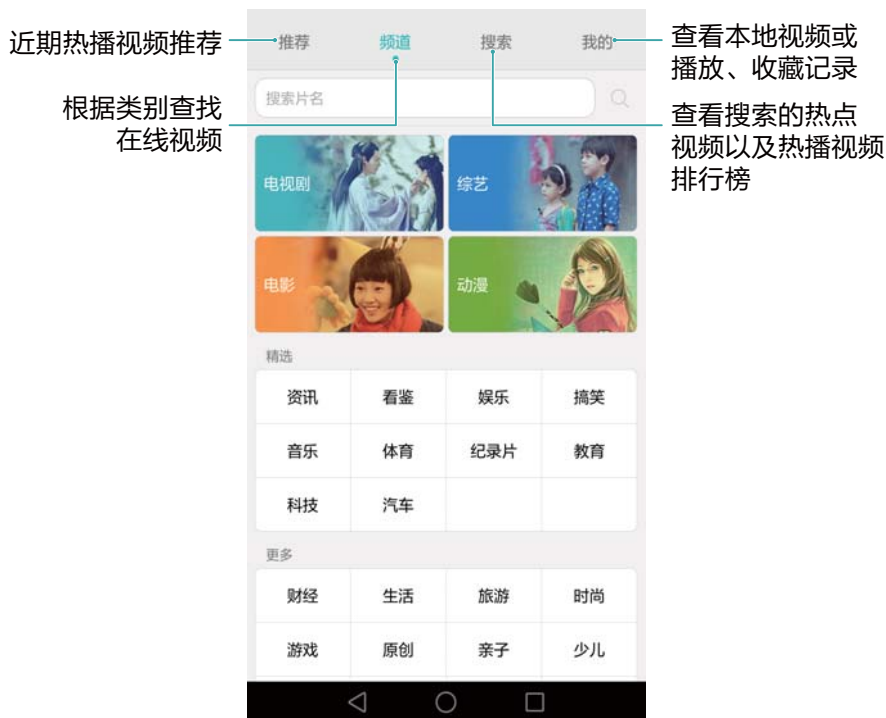 推荐
频道
搜索
我的
近期热播视频推荐
根据类别查找
在线视频
查看本地视频或
播放、收藏记录
查看搜索的热点
视频以及热播视频
排行榜
搜索片名
电视剧
综艺
电影
动漫
精选
资讯 看鉴 娱乐 搞笑
音乐 体育 纪录片 教育
科技 汽车
更多
财经 生活 旅游 时尚
游戏 原创 亲子 少儿